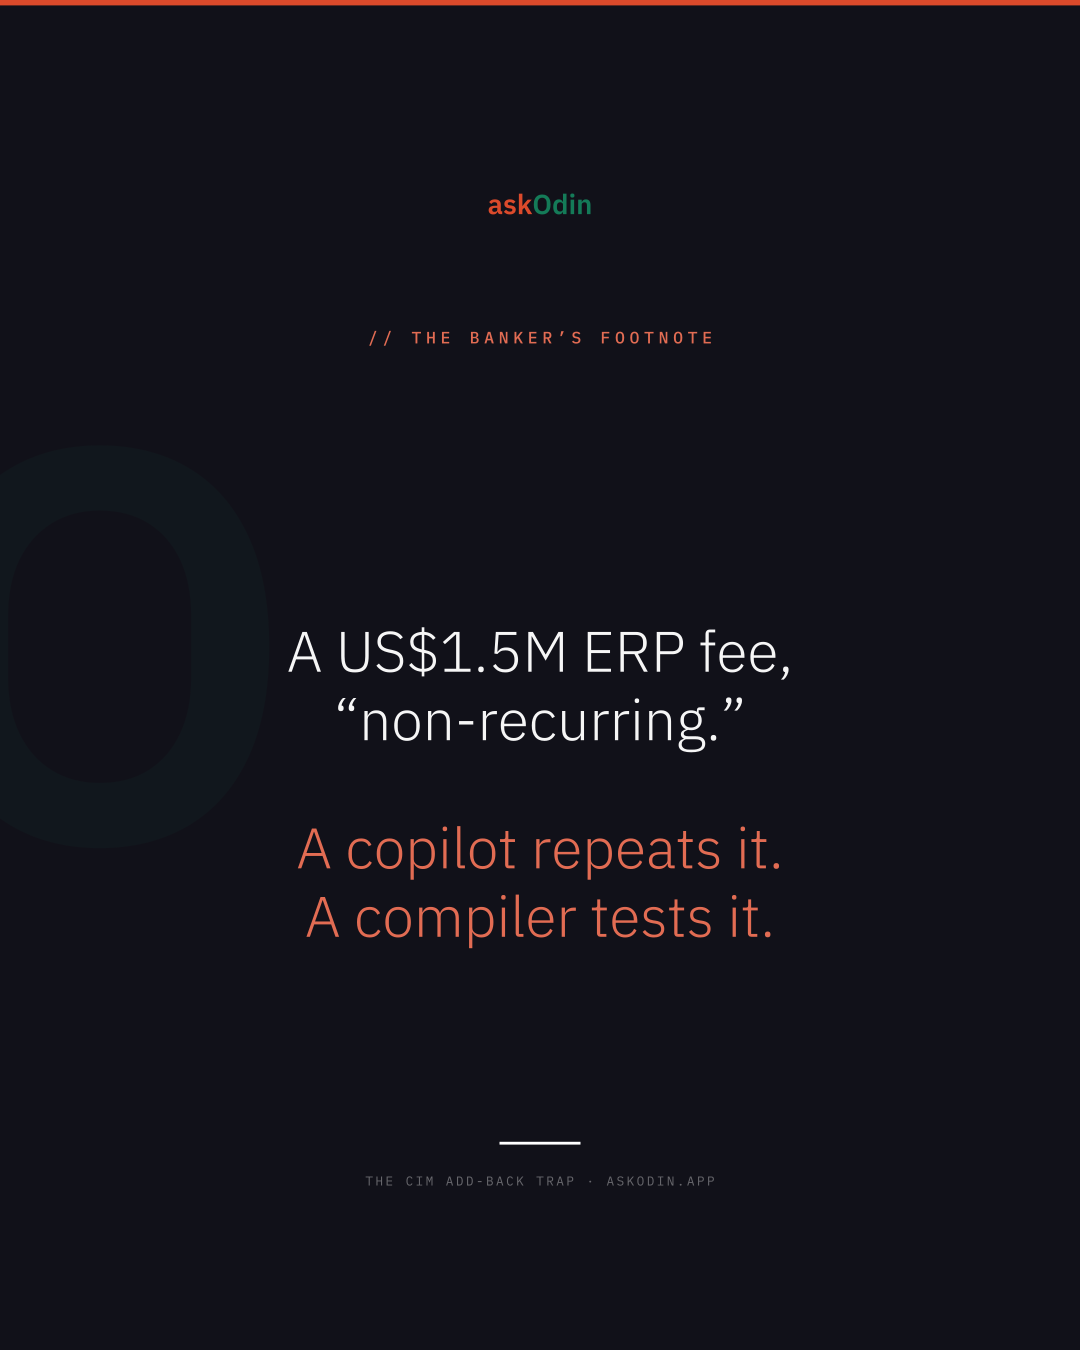 askOdin
// THE BANKER’S FOOTNOTE
A US$1.5M ERP fee,
“non-recurring.”
A copilot repeats it.
A compiler tests it.
THE CIM ADD-BACK TRAP · ASKODIN.APP